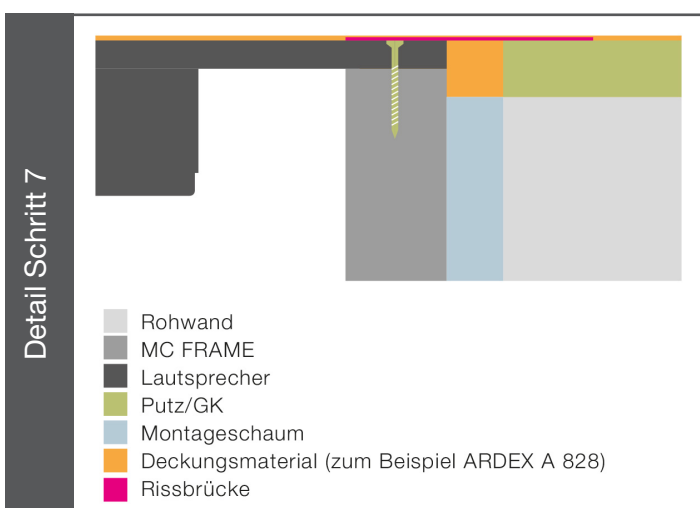 Detail Schritt 7
Rohwand
MC FRAME
Lautsprecher
Putz/GK
Montageschaum
Deckungsmaterial (zum Beispiel ARDEX A 828)
Rissbrücke